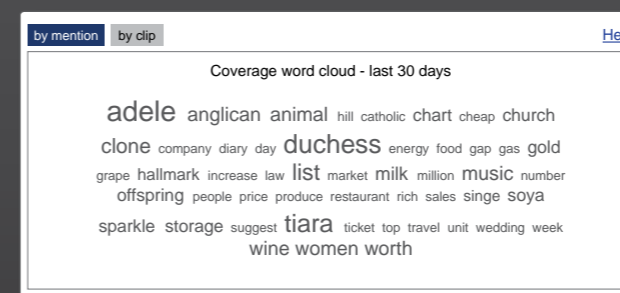 by mention by clip He
Coverage word cloud - last 30 days
adele anglican animal hill catholic chart cheap church
clone company diary day duchess energy food gap gas gold
grape hallmark increase law list market milk million music number
offspring people price produce restaurant rich sales singe soya
sparkle storage suggest tiara ticket top travel unit wedding week
wine women worth